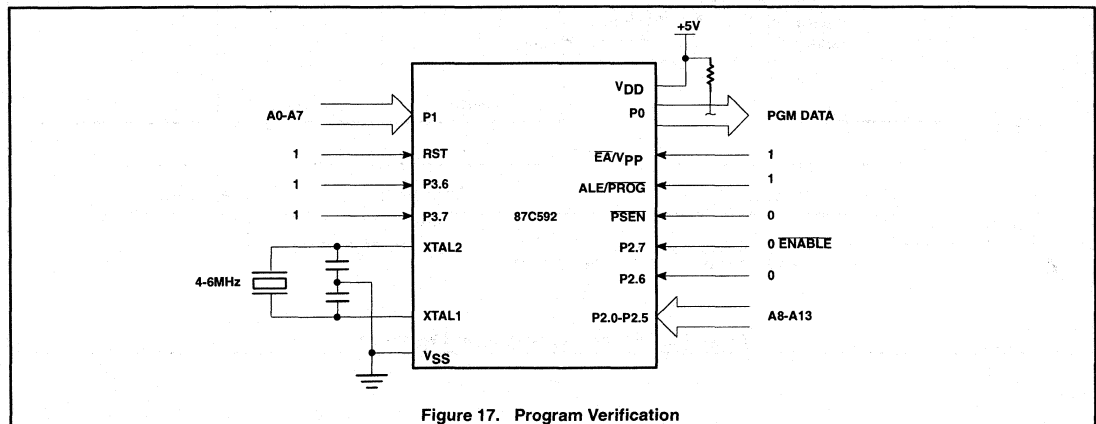 +5V
VDD
A0-A7
P1
P0
PGM DATA
1
RST
EA/VPP
1
1
P3.6
ALE/PROG
1
1
P3.7
87C592
PSEN
0
XTAL2
P2.7
0 ENABLE
4-6MHz
P2.6
0
XTAL1
P2.0-P2.5
A8-A13
VSS
Figure 17. Program Verification